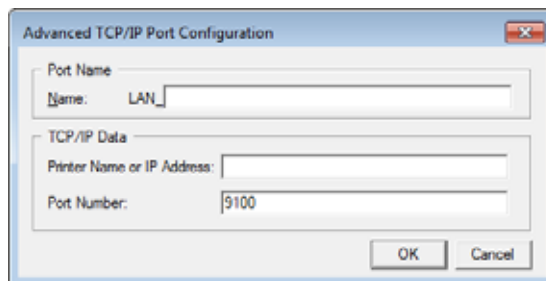 Advanced TCP/IP Port Configuration
Port Name
Name: LAN_
TCP/IP Data
Printer Name or IP Address:
Port Number: 9100
OK Cancel